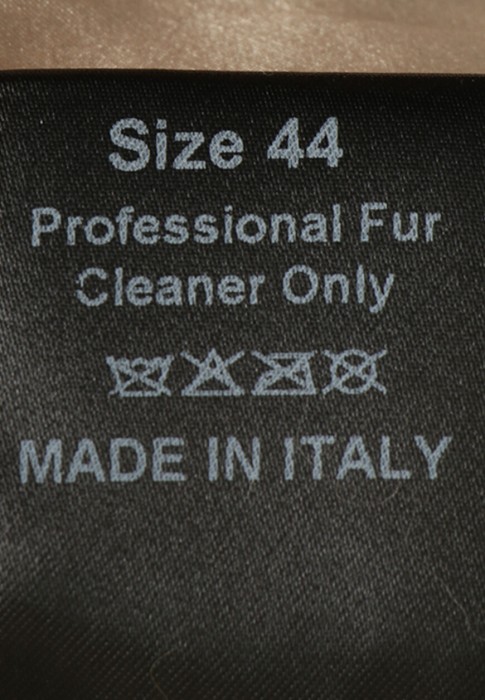 Size 44
Professional Fur
Cleaner Only
MADE IN ITALY